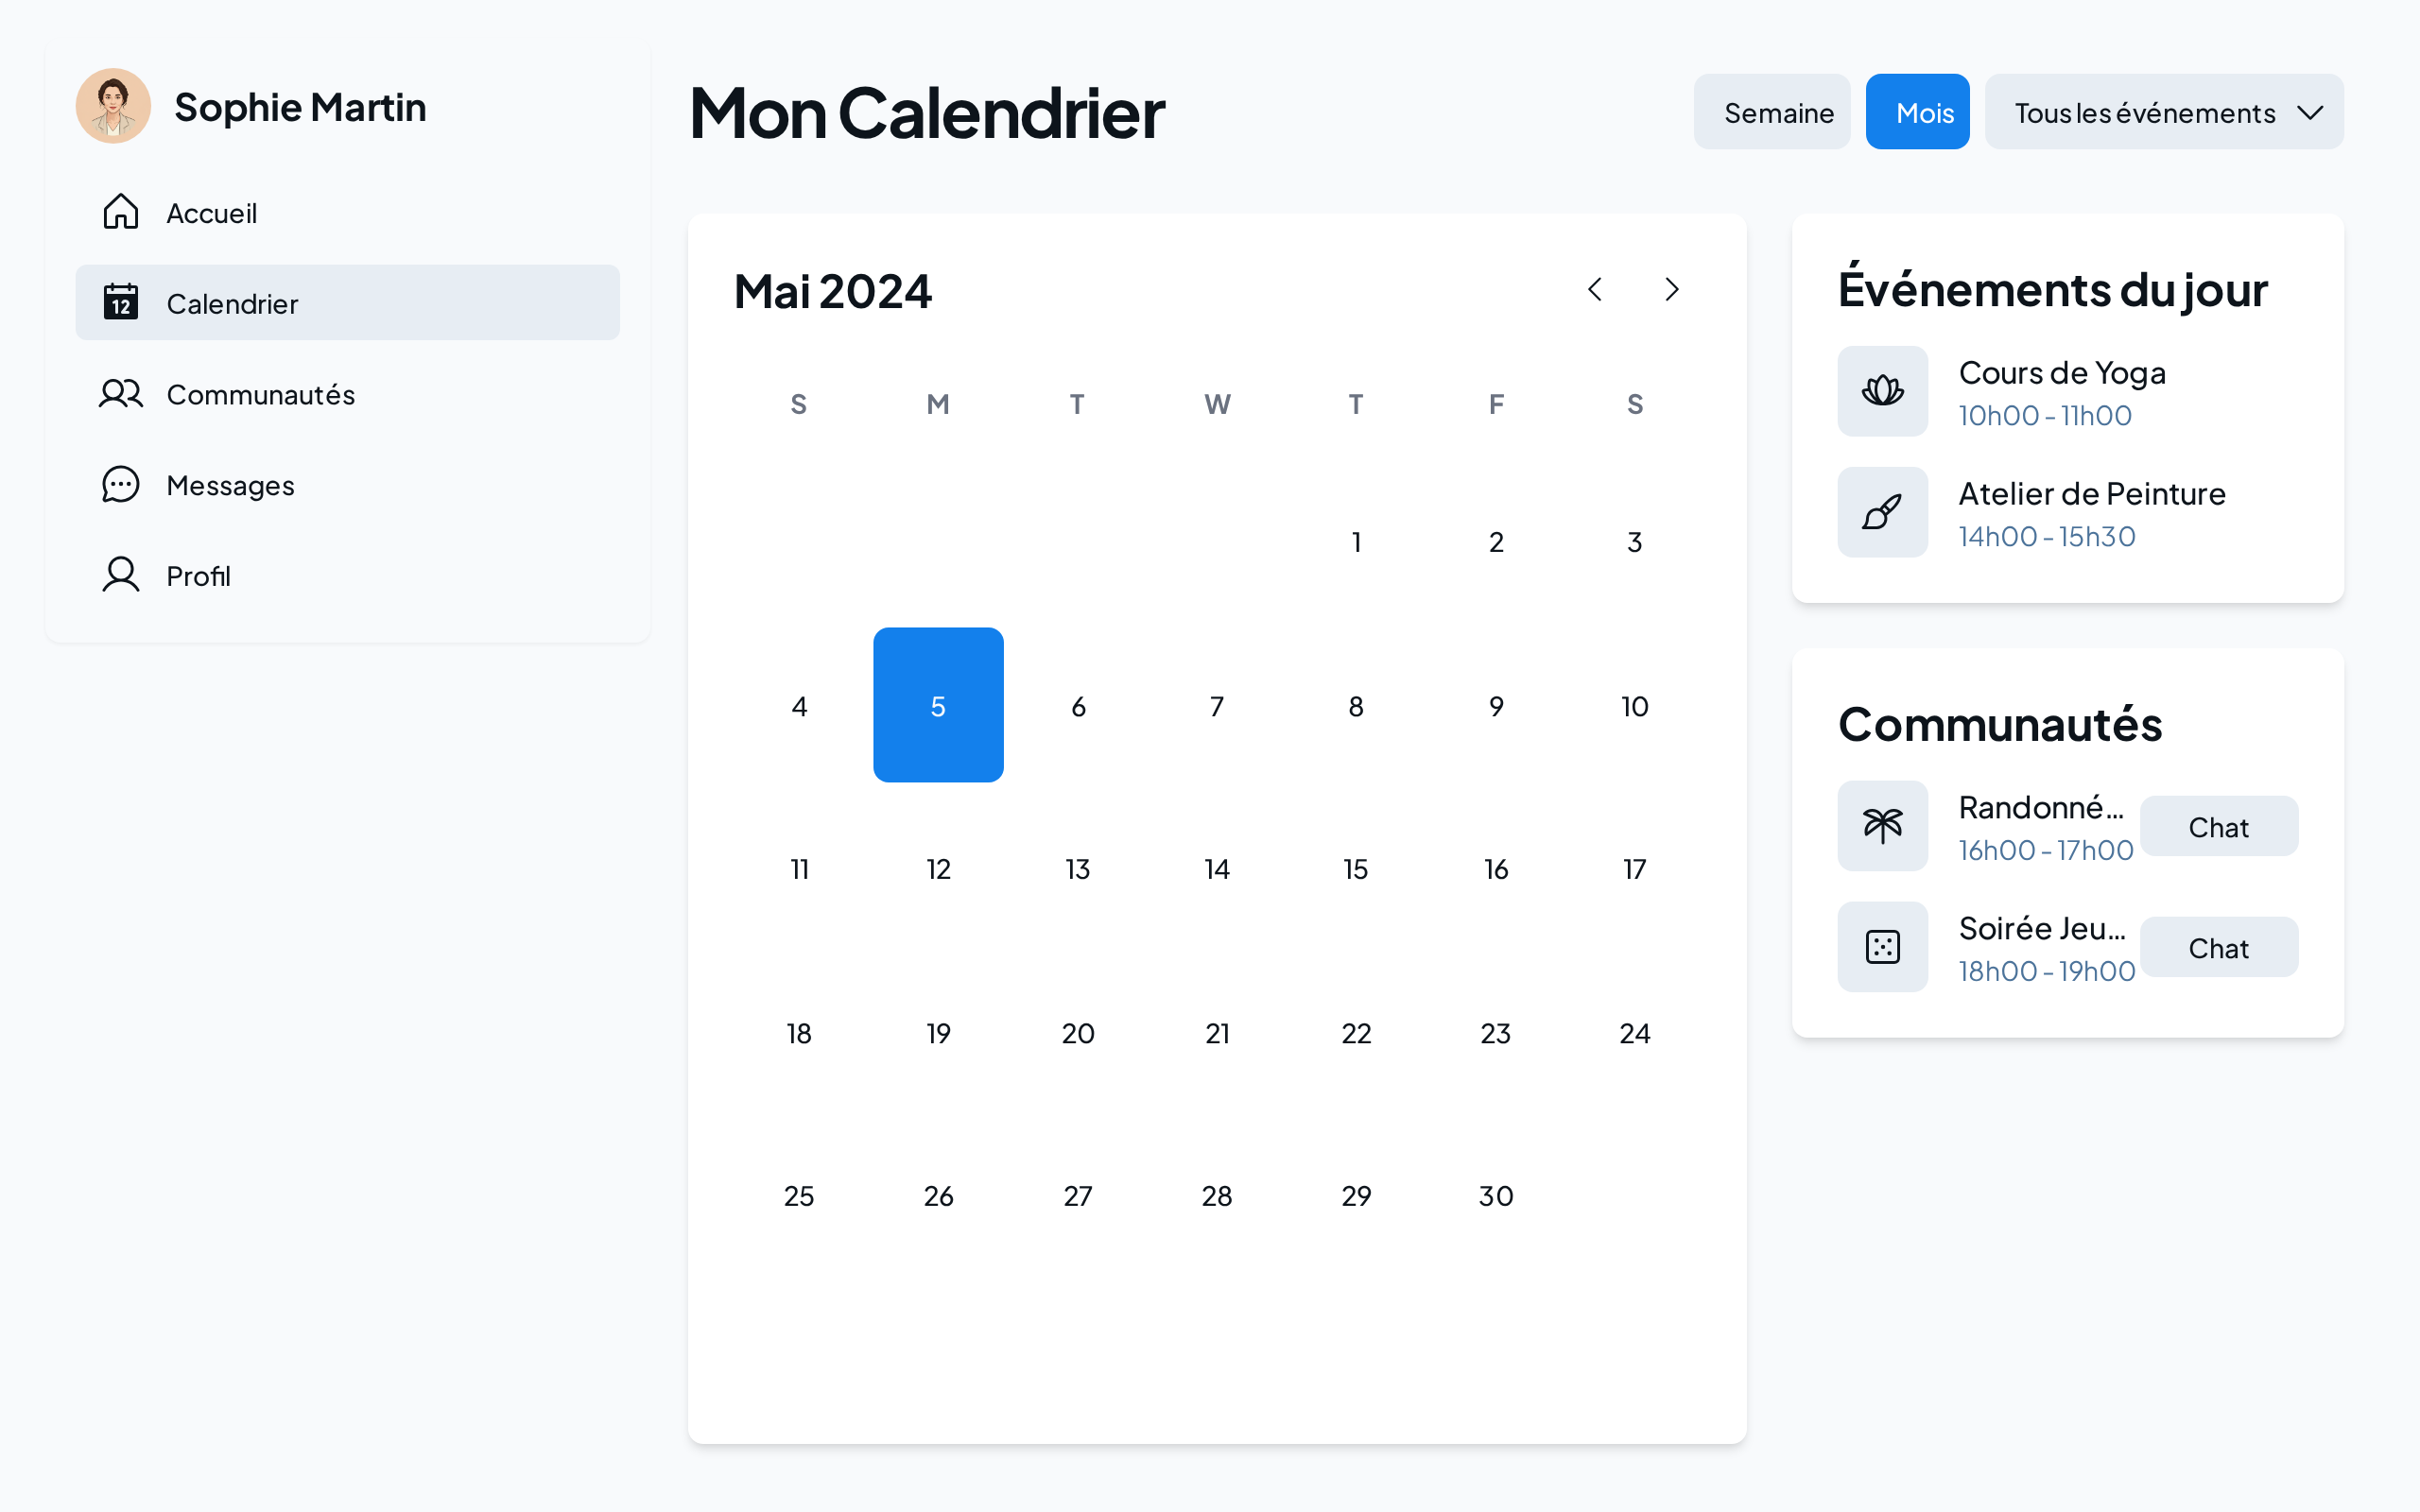 Sophie Martin
Accueil
12
Calendrier
Communautés
Messages
Profil
Mon Calendrier
Semaine
Mois
Tous les événements
Mai 2024
S M T W T F S
1 2 3
4 5 6 7 8 9 10
11 12 13 14 15 16 17
18 19 20 21 22 23 24
25 26 27 28 29 30
Événements du jour
Cours de Yoga
10h00 - 11h00
Atelier de Peinture
14h00 - 15h30
Communautés
Randonné...
16h00 - 17h00
Chat
Soirée Jeu...
18h00 - 19h00
Chat